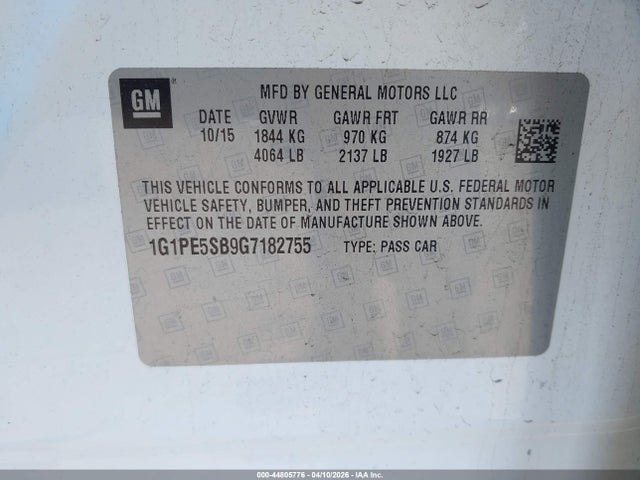 GM
MFD BY GENERAL MOTORS LLC
DATE GVWR GAWR FRT GAWR RR
10/15 1844 KG 970 KG 874 KG
4064 LB 2137 LB 1927 LB
THIS VEHICLE CONFORMS TO ALL APPLICABLE U.S. FEDERAL MOTOR
VEHICLE SAFETY, BUMPER, AND THEFT PREVENTION STANDARDS IN
EFFECT ON THE DATE OF MANUFACTURE SHOWN ABOVE.
1G1PE5SB9G7182755 TYPE: PASS CAR
000-44805776 - 04/10/2026 - IAA Inc.